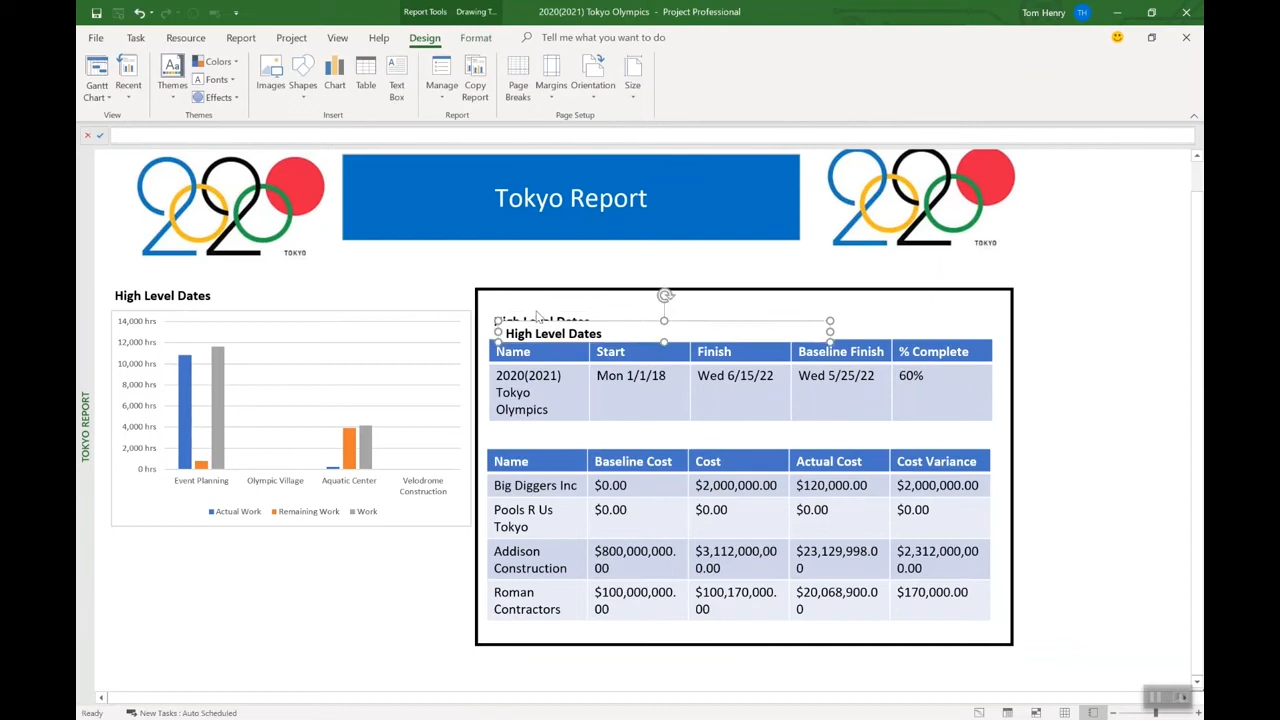 Report Tools Drawing T... 2020(2021) Tokyo Olympics - Project Professional Tom Henry TH
File Task Resource Report Project View Help Design Format Tell me what you want to do
Gantt Chart
Recent
View
Themes
Colors
Fonts
Effects
Themes
Images
Shapes
Chart
Table
Text Box
Insert
Manage
Copy Report
Report
Page Breaks
Margins
Orientation
Size
Page Setup
TOKYO
Tokyo Report
TOKYO
TOKYO REPORT
High Level Dates
14,000 hrs
12,000 hrs
10,000 hrs
8,000 hrs
6,000 hrs
4,000 hrs
2,000 hrs
0 hrs
Event Planning Olympic Village Aquatic Center Velodrome
Construction
Actual Work Remaining Work Work
High Level Dates
High Level Dates
Name Start Finish Baseline Finish % Complete
2020(2021) Mon 1/1/18 Wed 6/15/22 Wed 5/25/22 60%
Tokyo
Olympics
Name Baseline Cost Cost Actual Cost Cost Variance
Big Diggers Inc $0.00 $2,000,000.00 $120,000.00 $2,000,000.00
Pools R Us $0.00 $0.00 $0.00 $0.00
Tokyo
Addison $800,000,000. $3,112,000,00 $23,129,998.0 $2,312,000,00
Construction 00 0.00 0 0.00
Roman $100,000,000. $100,170,000. $20,068,900.0 $170,000.00
Contractors 00 00 0
Ready New Tasks : Auto Scheduled